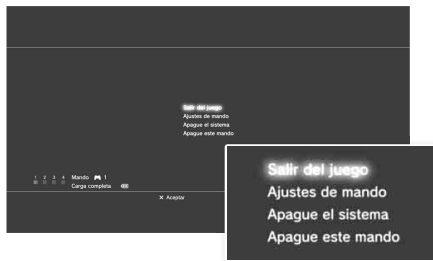 Salir del juego
Ajustes de mando
Apague el sistema
Apague este mando
1 2 3 4 Mando 1
Carga completa
X Aceptar
Salir del juego
Ajustes de mando
Apague el sistema
Apague este mando